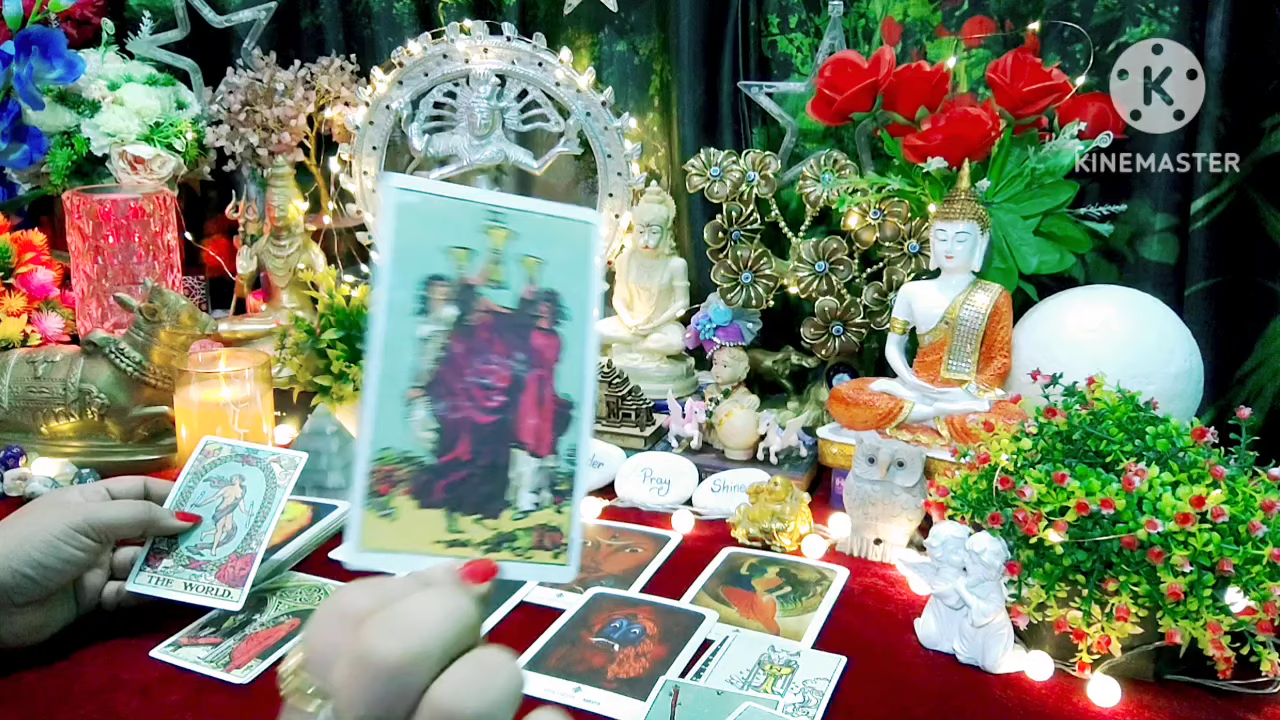 K
KINEMASTER
Pray
Shine
THE WORLD.